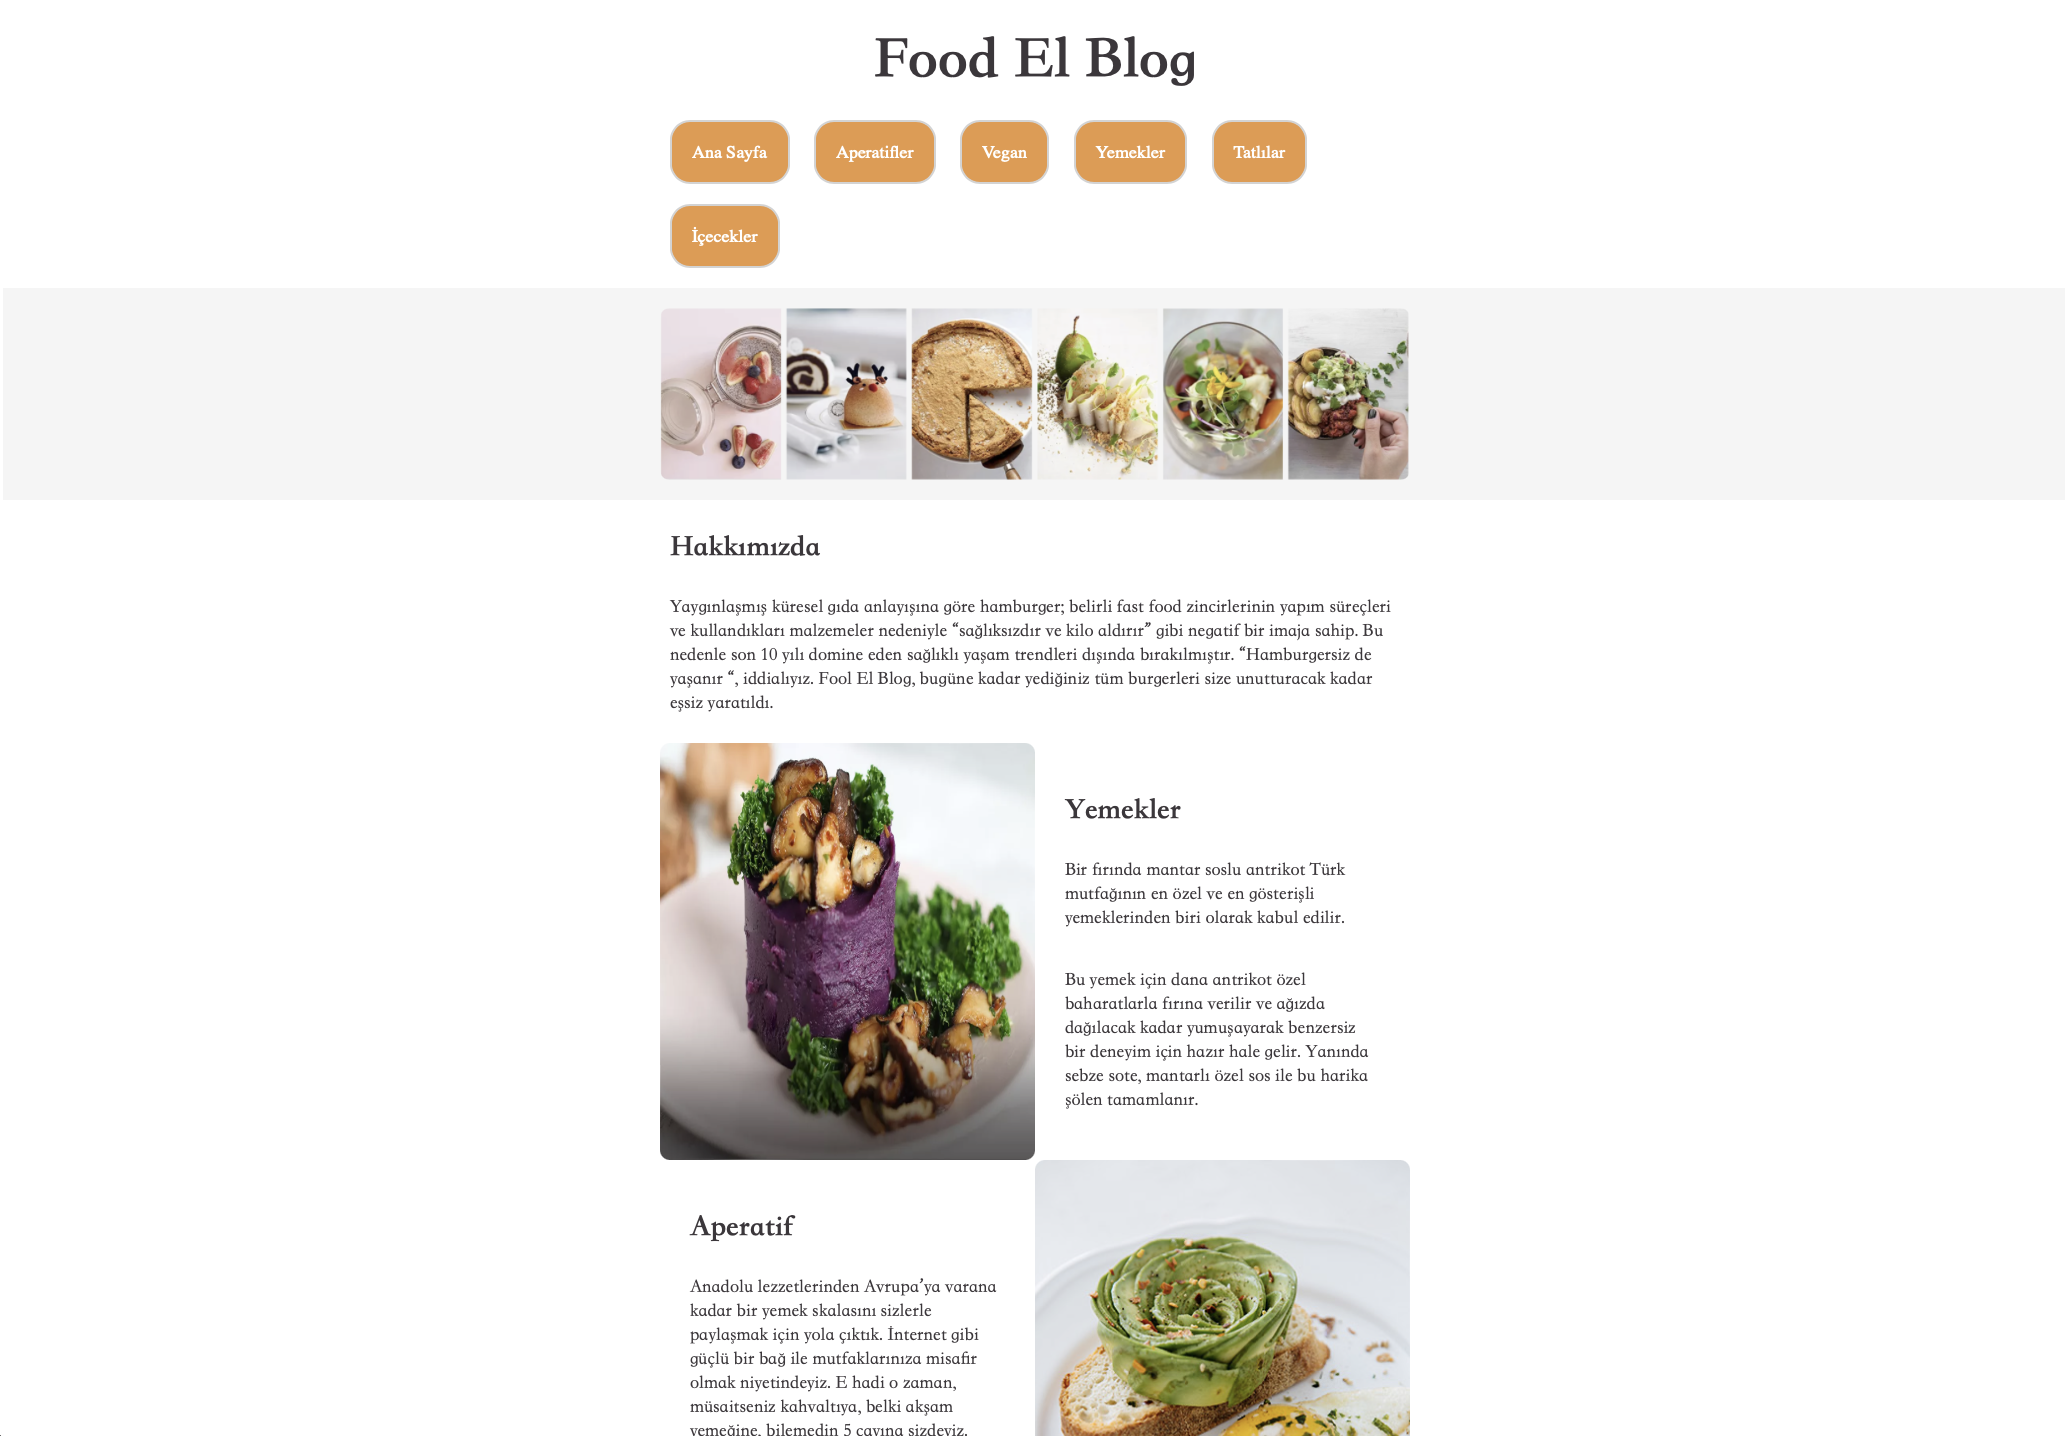 Food El Blog
Ana Sayfa
Aperatifler
Vegan
Yemekler
Tatlılar
İçecekler
Hakkımızda
Yaygınlaşmış küresel gıda anlayışına göre hamburger; belirli fast food zincirlerinin yapım süreçleri
ve kullandıkları malzemeler nedeniyle “sağlıksızdır ve kilo aldırır” gibi negatif bir imaja sahip. Bu
nedenle son 10 yılı domine eden sağlıklı yaşam trendleri dışında bırakılmıştır. “Hamburgersiz de
yaşanır “, iddialıyız. Fool El Blog, bugüne kadar yediğiniz tüm burgerleri size unutturacak kadar
eşsiz yaratıldı.
Yemekler
Bir fırında mantar soslu antrikot Türk
mutfağının en özel ve en gösterişli
yemeklerinden biri olarak kabul edilir.
Bu yemek için dana antrikot özel
baharatlarla fırına verilir ve ağızda
dağılacak kadar yumuşayarak benzersiz
bir deneyim için hazır hale gelir. Yanında
sebze sote, mantarlı özel sos ile bu harika
şölen tamamlanır.
Aperatif
Anadolu lezzetlerinden Avrupa’ya varana
kadar bir yemek skalasını sizlerle
paylaşmak için yola çıktık. İnternet gibi
güçlü bir bağ ile mutfaklarınıza misafir
olmak niyetindeyiz. E hadi o zaman,
müsaitseniz kahvaltıya, belki akşam
yemeğine, bilemedin 5 çayına sizdeyiz.